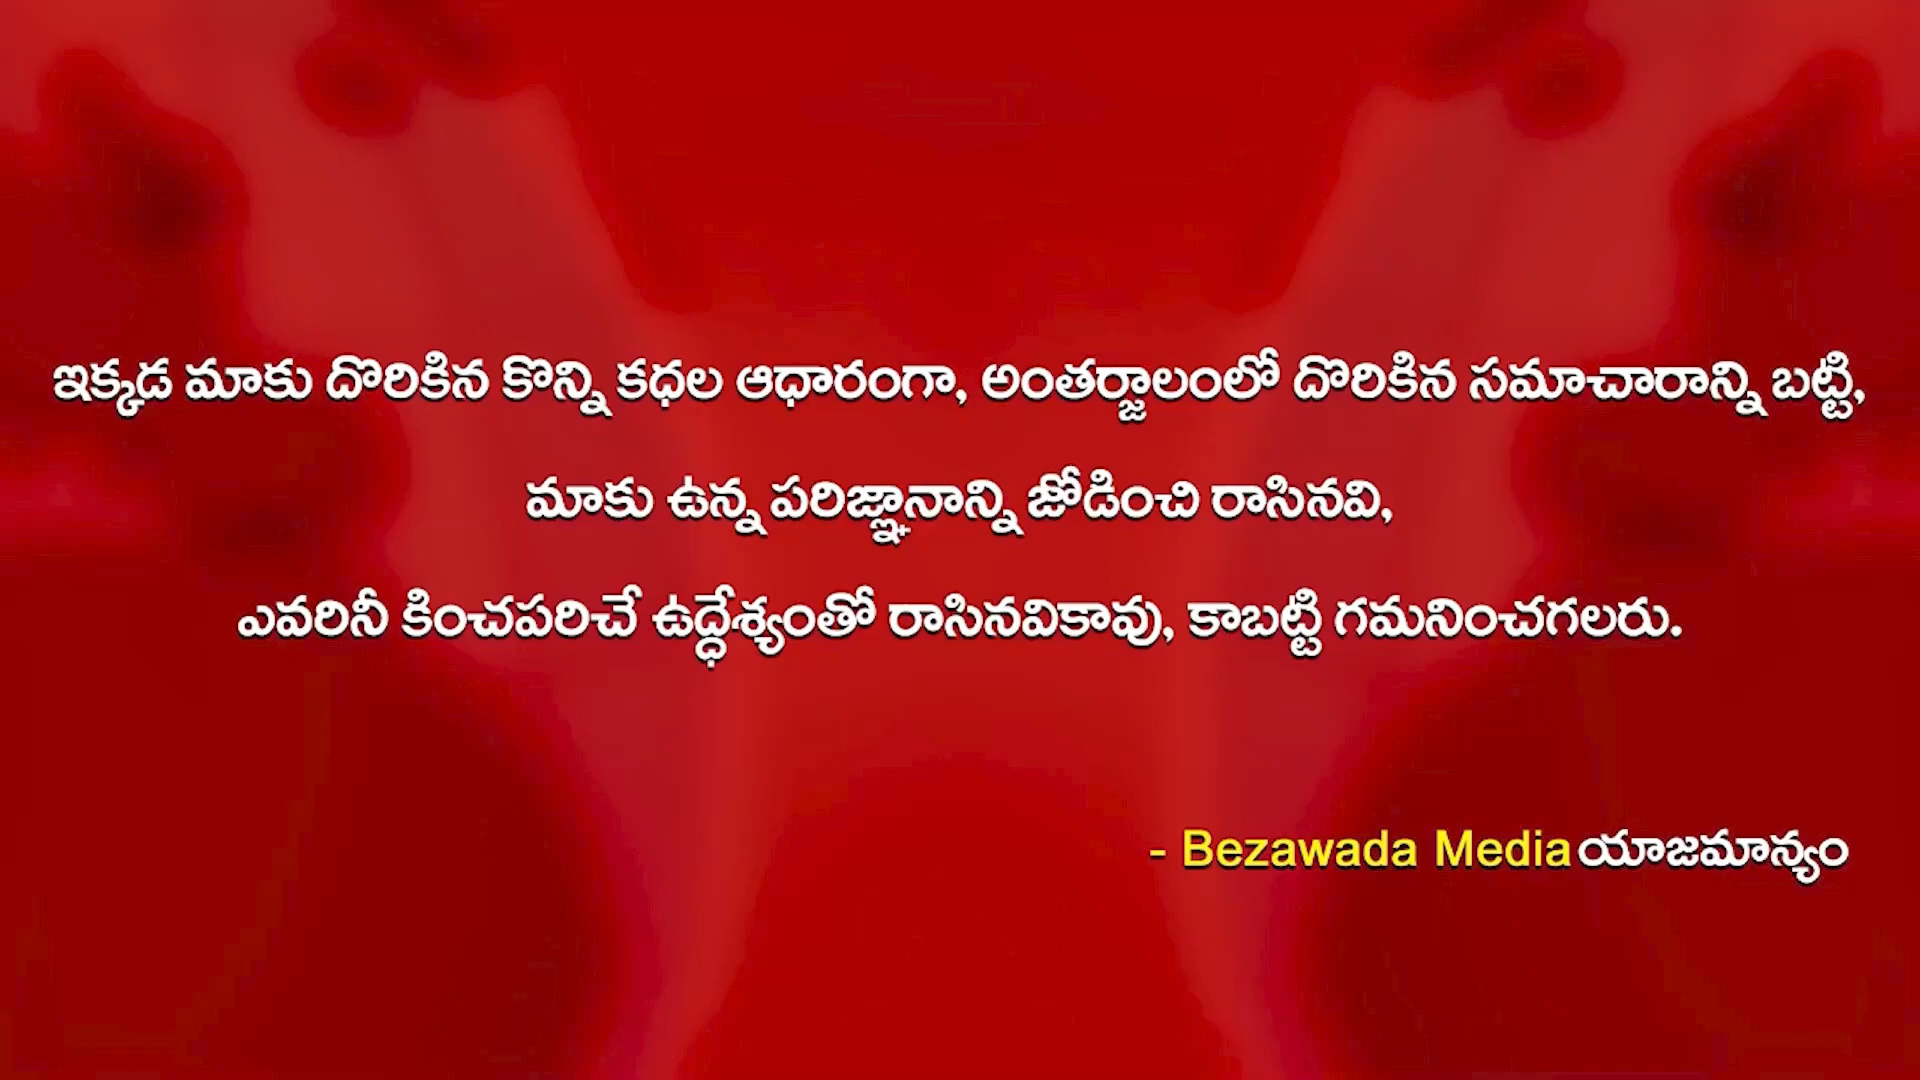 ఇక్కడ మాకు దొరికిన కొన్ని కధల ఆధారంగా, అంతర్జాలంలో దొరికిన సమాచారాన్ని బట్టి,
మాకు ఉన్న పరిజ్ఞానాన్ని జోడించి రాసినవి,
ఎవరినీ కించపరిచే ఉద్ధేశ్యంతో రాసినవికావు, కాబట్టి గమనించగలరు.
- Bezawada Media యాజమాన్యం